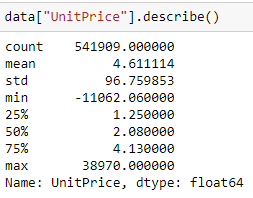 data["UnitPrice"].describe()
count    541909.000000
mean          4.611114
std          96.759853
min      -11062.060000
25%           1.250000
50%           2.080000
75%           4.130000
max       38970.000000
Name: UnitPrice, dtype: float64